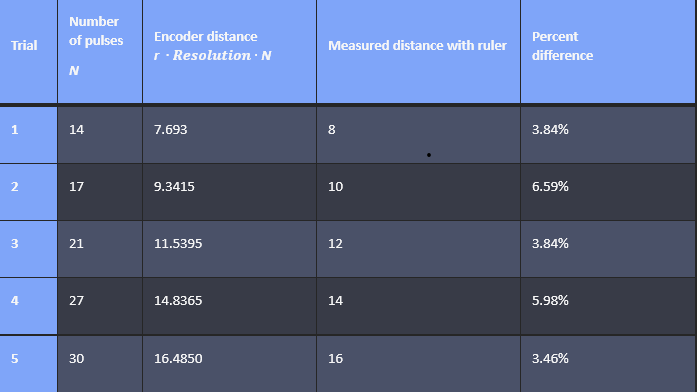 Trial Number of pulses N Encoder distance r · Resolution · N Measured distance with ruler Percent difference
1 14 7.693 8 3.84%
2 17 9.3415 10 6.59%
3 21 11.5395 12 3.84%
4 27 14.8365 14 5.98%
5 30 16.4850 16 3.46%